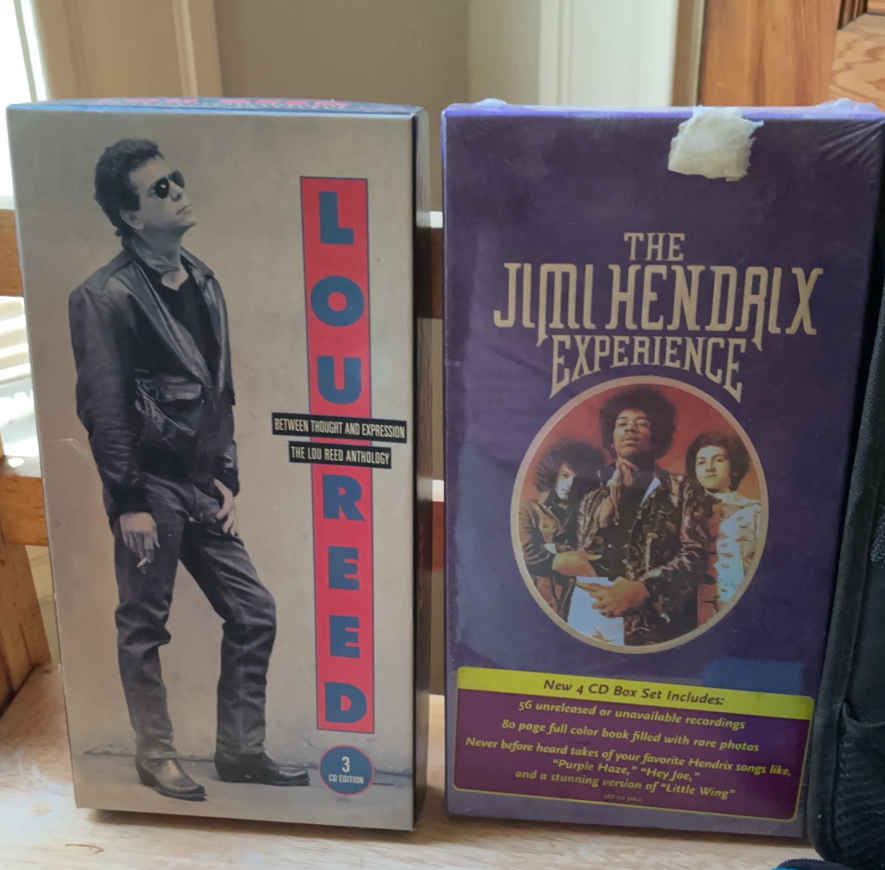 LOU REED
BETWEEN THOUGHT AND EXPRESSION
THE LOU REED ANTHOLOGY
3
CD EDITION
THE
JIMI HENDRIX
EXPERIENCE
New 4 CD Box Set Includes:
56 unreleased or unavailable recordings
80 page full color book filled with rare photos
Never before heard takes of your favorite Hendrix songs like,
"Purple Haze," "Hey Joe,"
and a stunning version of "Little Wing"